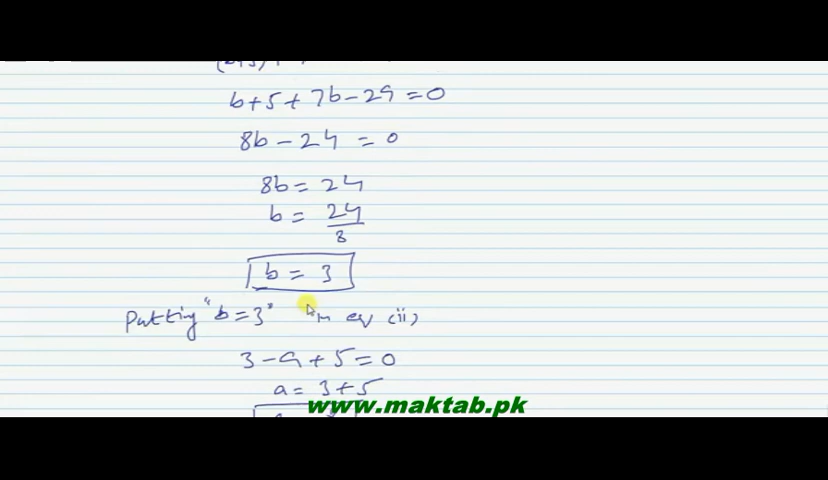 b+5+7b-29=0
8b-24=0
8b=24
b=24/8
b=3
Putting "b=3" in eq (ii)
3-a+5=0
a=3+5
www.maktab.pk